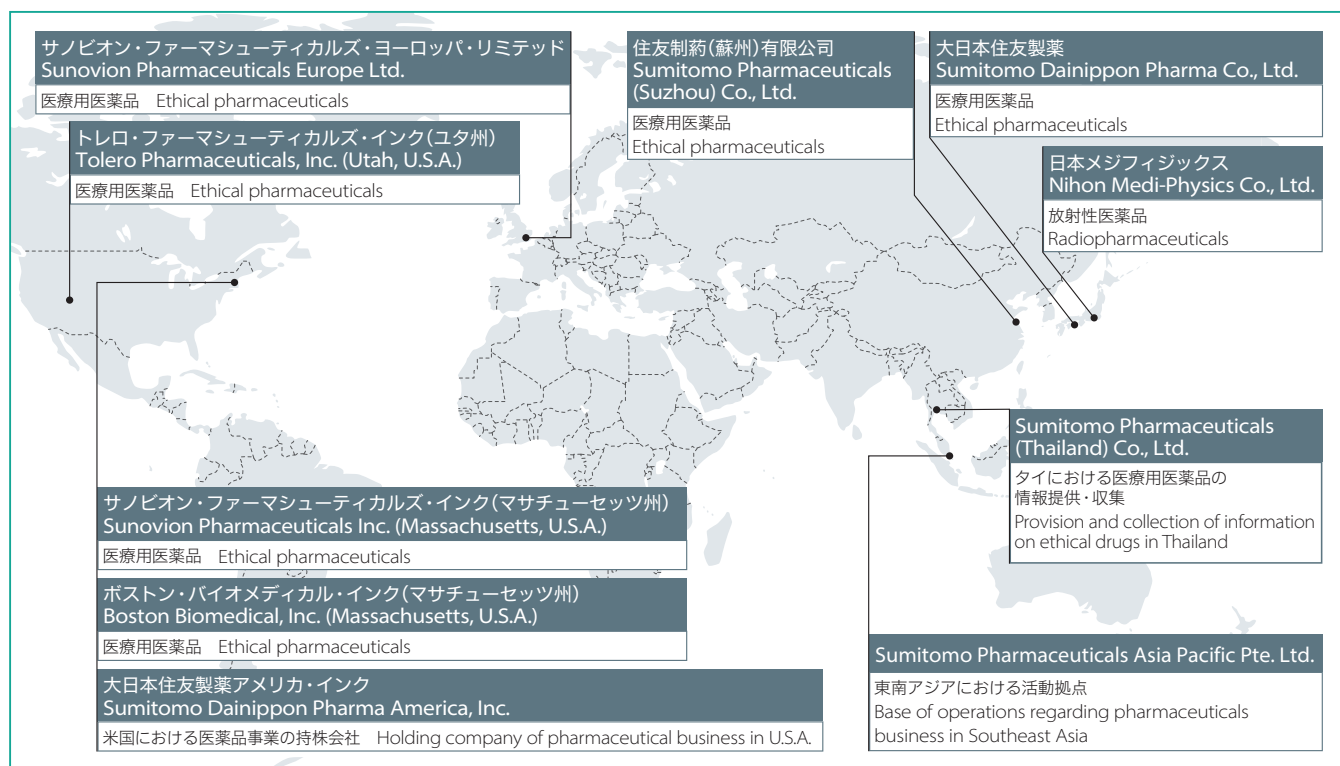 サノビオン・ファーマシューティカルズ・ヨーロッパ・リミテッド
Sunovion Pharmaceuticals Europe Ltd.
医療用医薬品 Ethical pharmaceuticals
トレロ・ファーマシューティカルズ・インク(ユタ州)
Tolero Pharmaceuticals, Inc. (Utah, U.S.A.)
医療用医薬品 Ethical pharmaceuticals
住友制葯(蘇州)有限公司
Sumitomo Pharmaceuticals
(Suzhou) Co., Ltd.
医療用医薬品
Ethical pharmaceuticals
大日本住友製薬
Sumitomo Dainippon Pharma Co., Ltd.
医療用医薬品
Ethical pharmaceuticals
日本メジフィジックス
Nihon Medi-Physics Co., Ltd.
放射性医薬品
Radiopharmaceuticals
Sumitomo Pharmaceuticals
(Thailand) Co., Ltd.
タイにおける医療用医薬品の
情報提供・収集
Provision and collection of information
on ethical drugs in Thailand
サノビオン・ファーマシューティカルズ・インク(マサチューセッツ州)
Sunovion Pharmaceuticals Inc. (Massachusetts, U.S.A.)
医療用医薬品 Ethical pharmaceuticals
ボストン・バイオメディカル・インク(マサチューセッツ州)
Boston Biomedical, Inc. (Massachusetts, U.S.A.)
医療用医薬品 Ethical pharmaceuticals
大日本住友製薬アメリカ・インク
Sumitomo Dainippon Pharma America, Inc.
米国における医薬品事業の持株会社 Holding company of pharmaceutical business in U.S.A.
Sumitomo Pharmaceuticals Asia Pacific Pte. Ltd.
東南アジアにおける活動拠点
Base of operations regarding pharmaceuticals
business in Southeast Asia